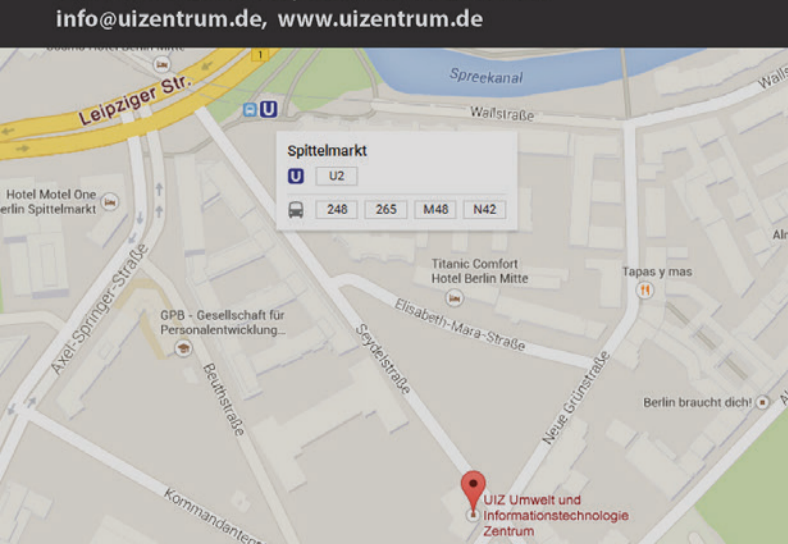 info@uizentrum.de, www.uizentrum.de
1
Spreekanal
Leipziger Str.
U
Wallstraße
Spittelmarkt
U U2
248 265 M48 N42
Hotel Motel One
erlin Spittelmarkt
Titanic Comfort
Hotel Berlin Mitte
Tapas y mas
Axel-Springer-Straße
Elisabeth-Mara-Straße
GPB - Gesellschaft für
Personalentwicklung...
Seydelstraße
Beuthstraße
Neue Grünstraße
Berlin braucht dich!
UIZ Umwelt und
Informationstechnologie
Zentrum